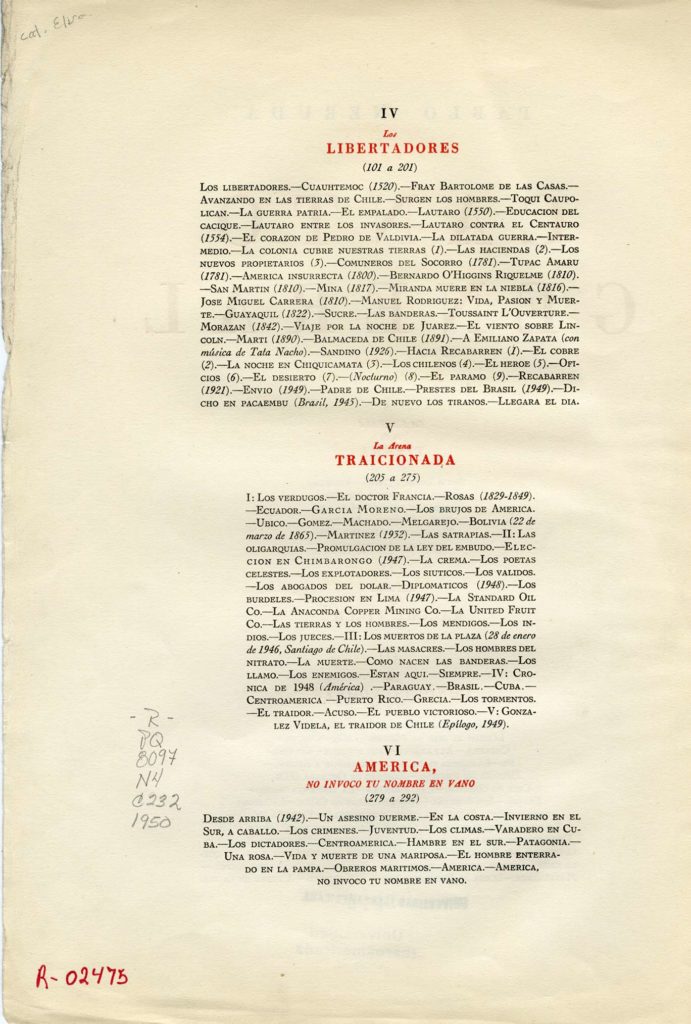 cat. Elva
IV
Los
LIBERTADORES
(101 a 201)
LOS LIBERTADORES.—CUAUHTEMOC (1520).—FRAY BARTOLOME DE LAS CASAS.—
AVANZANDO EN LAS TIERRAS DE CHILE.—SURGEN LOS HOMBRES.—TOQUI CAUPO-
LICAN.—LA GUERRA PATRIA.—EL EMPALADO.—LAUTARO (1550).—EDUCACION DEL
CACIQUE.—LAUTARO ENTRE LOS INVASORES.—LAUTARO CONTRA EL CENTAURO
(1554).—EL CORAZON DE PEDRO DE VALDIVIA.—LA DILATADA GUERRA.—INTER-
MEDIO.—LA COLONIA CUBRE NUESTRAS TIERRAS (1).—LAS HACIENDAS (2).—LOS
NUEVOS PROPIETARIOS (3).—COMUNEROS DEL SOCORRO (1781).—TUPAC AMARU
(1781).—AMERICA INSURRECTA (1800).—BERNARDO O'HIGGINS RIQUELME (1810).
—SAN MARTIN (1810).—MINA (1817).—MIRANDA MUERE EN LA NIEBLA (1816).—
JOSE MIGUEL CARRERA (1810).—MANUEL RODRIGUEZ: VIDA, PASION Y MUER-
TE.—GUAYAQUIL (1822).—SUCRE.—LAS BANDERAS.—TOUSSAINT L'OUVERTURE.—
MORAZAN (1842).—VIAJE POR LA NOCHE DE JUAREZ.—EL VIENTO SOBRE LIN-
COLN.—MARTI (1890).—BALMACEDA DE CHILE (1891).—A EMILIANO ZAPATA (con
música de Tata Nacho).—SANDINO (1926).—HACIA RECABARREN (1).—EL COBRE
(2).—LA NOCHE EN CHIQUICAMATA (3).—LOS CHILENOS (4).—EL HEROE (5).—OFI-
CIOS (6).—EL DESIERTO (7).—(Nocturno) (8).—EL PARAMO (9).—RECABARREN
(1921).—ENVIO (1949).—PADRE DE CHILE.—PRESTES DEL BRASIL (1949).—DI-
CHO EN PACAEMBU (Brasil, 1945).—DE NUEVO LOS TIRANOS.—LLEGARA EL DIA.
V
La Arena
TRAICIONADA
(205 a 275)
I: LOS VERDUGOS.—EL DOCTOR FRANCIA.—ROSAS (1829-1849).
—ECUADOR.—GARCIA MORENO.—LOS BRUJOS DE AMERICA.
—UBICO.—GOMEZ.—MACHADO.—MELGAREJO.—BOLIVIA (22 de
marzo de 1865).—MARTINEZ (1932).—LAS SATRAPIAS.—II: LAS
OLIGARQUIAS.—PROMULGACION DE LA LEY DEL EMBUDO.—ELEC-
CION EN CHIMBARONGO (1947).—LA CREMA.—LOS POETAS
CELESTES.—LOS EXPLOTADORES.—LOS SIUTICOS.—LOS VALIDOS.
—LOS ABOGADOS DEL DOLAR.—DIPLOMATICOS (1948).—LOS
BURDELES.—PROCESION EN LIMA (1947).—LA STANDARD OIL
CO.—LA ANACONDA COPPER MINING CO.—LA UNITED FRUIT
CO.—LAS TIERRAS Y LOS HOMBRES.—LOS MENDIGOS.—LOS IN-
DIOS.—LOS JUECES.—III: LOS MUERTOS DE LA PLAZA (28 de enero
de 1946, Santiago de Chile).—LAS MASACRES.—LOS HOMBRES DEL
NITRATO.—LA MUERTE.—COMO NACEN LAS BANDERAS.—LOS
LLAMO.—LOS ENEMIGOS.—ESTAN AQUI.—SIEMPRE.—IV: CRO-
NICA DE 1948 (América) .—PARAGUAY.—BRASIL.—CUBA.—
CENTROAMERICA —PUERTO RICO.—GRECIA.—LOS TORMENTOS.
—EL TRAIDOR.—ACUSO.—EL PUEBLO VICTORIOSO.—V: GONZA-
LEZ VIDELA, EL TRAIDOR DE CHILE (Epílogo, 1949).
- R -
PQ
8097
N4
C232
1950
VI
AMERICA,
NO INVOCO TU NOMBRE EN VANO
(279 a 292)
DESDE ARRIBA (1942).—UN ASESINO DUERME.—EN LA COSTA.—INVIERNO EN EL
SUR, A CABALLO.—LOS CRIMENES.—JUVENTUD.—LOS CLIMAS.—VARADERO EN CU-
BA.—LOS DICTADORES.—CENTROAMERICA.—HAMBRE EN EL SUR.—PATAGONIA.—
UNA ROSA.—VIDA Y MUERTE DE UNA MARIPOSA.—EL HOMBRE ENTERRA-
DO EN LA PAMPA.—OBREROS MARITIMOS.—AMERICA.—AMERICA,
NO INVOCO TU NOMBRE EN VANO.
R-02475